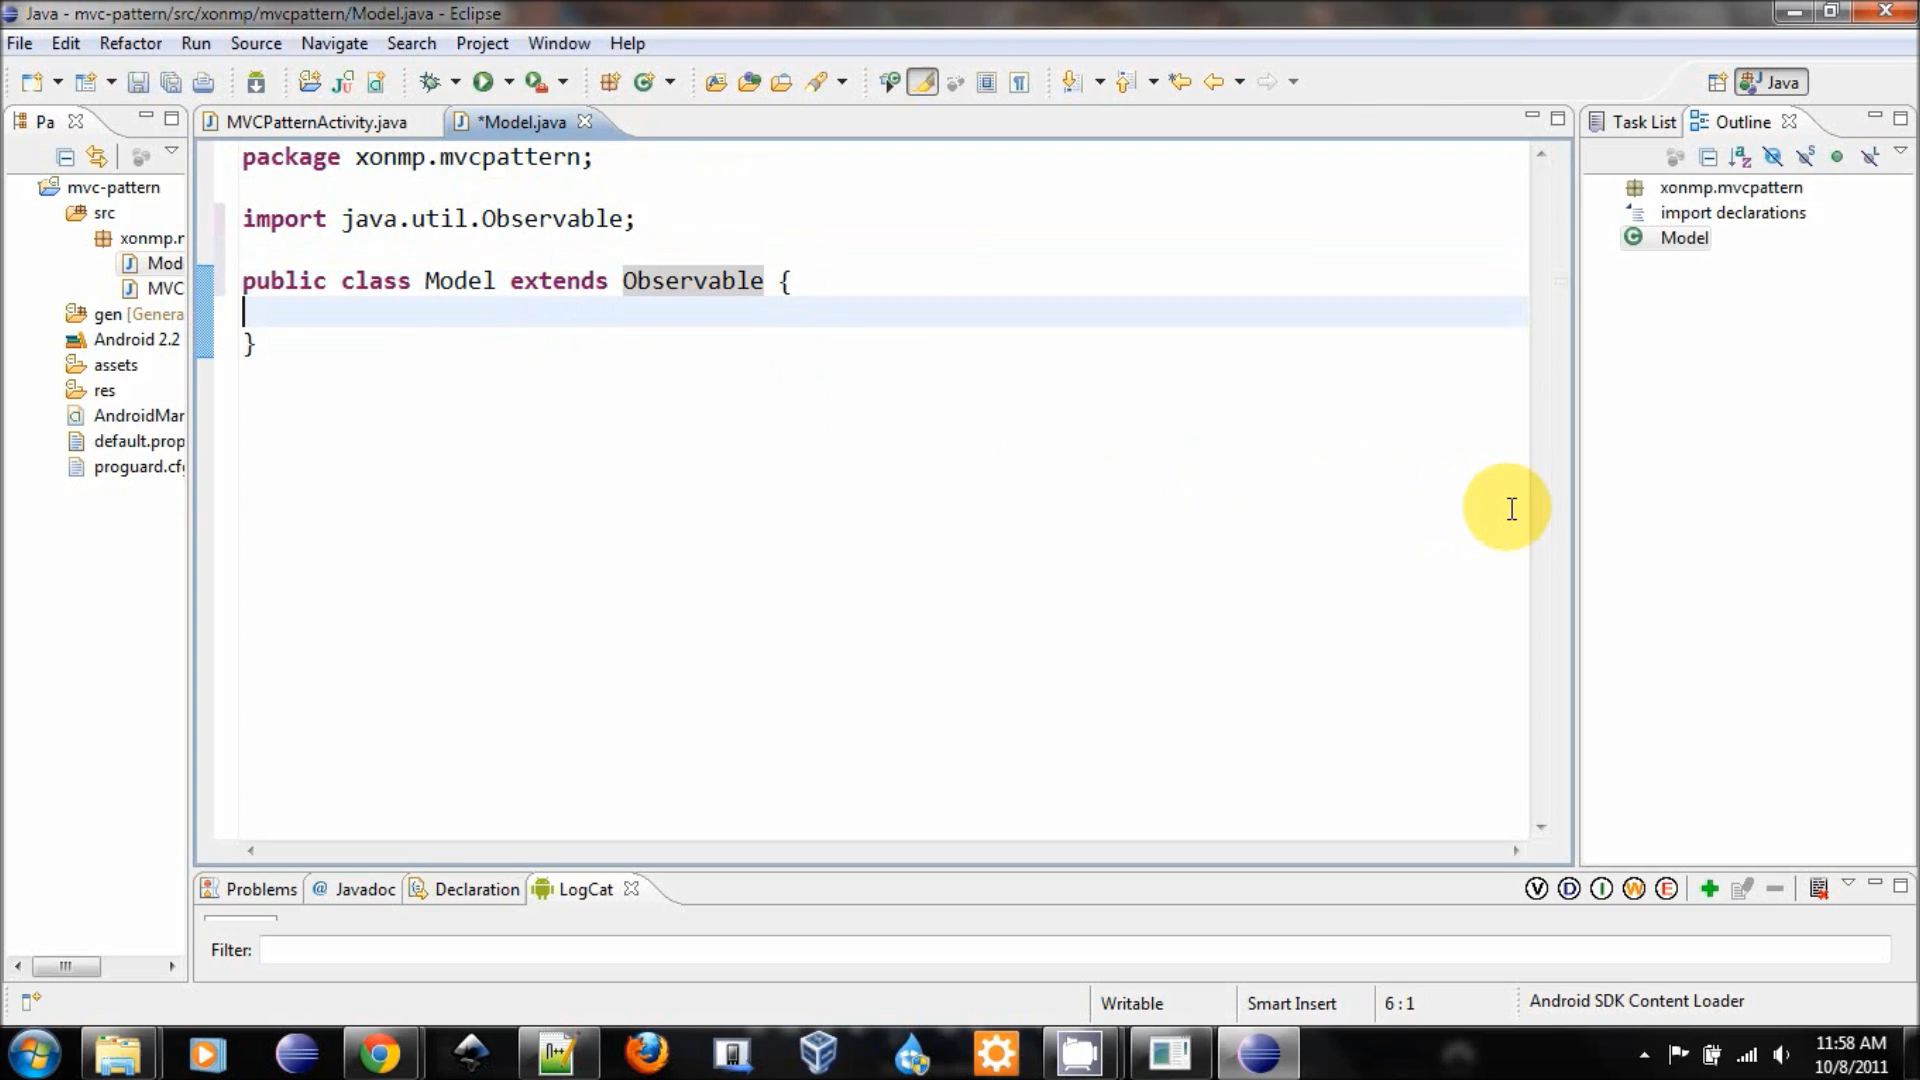 Java - mvc-pattern/src/xonmp/mvcpattern/Model.java - Eclipse
File Edit Refactor Run Source Navigate Search Project Window Help
Java
Pa
MVCPatternActivity.java
*Model.java
Task List
Outline
mvc-pattern
src
xonmp.r
Mod
MVC
gen [Genera
Android 2.2
assets
res
AndroidMar
default.prop
proguard.cf
package xonmp.mvcpattern;
import java.util.Observable;
public class Model extends Observable {
}
xonmp.mvcpattern
import declarations
Model
Problems
@ Javadoc
Declaration
LogCat
V D I W E
Filter:
Writable
Smart Insert
6 : 1
Android SDK Content Loader
11:58 AM
10/8/2011